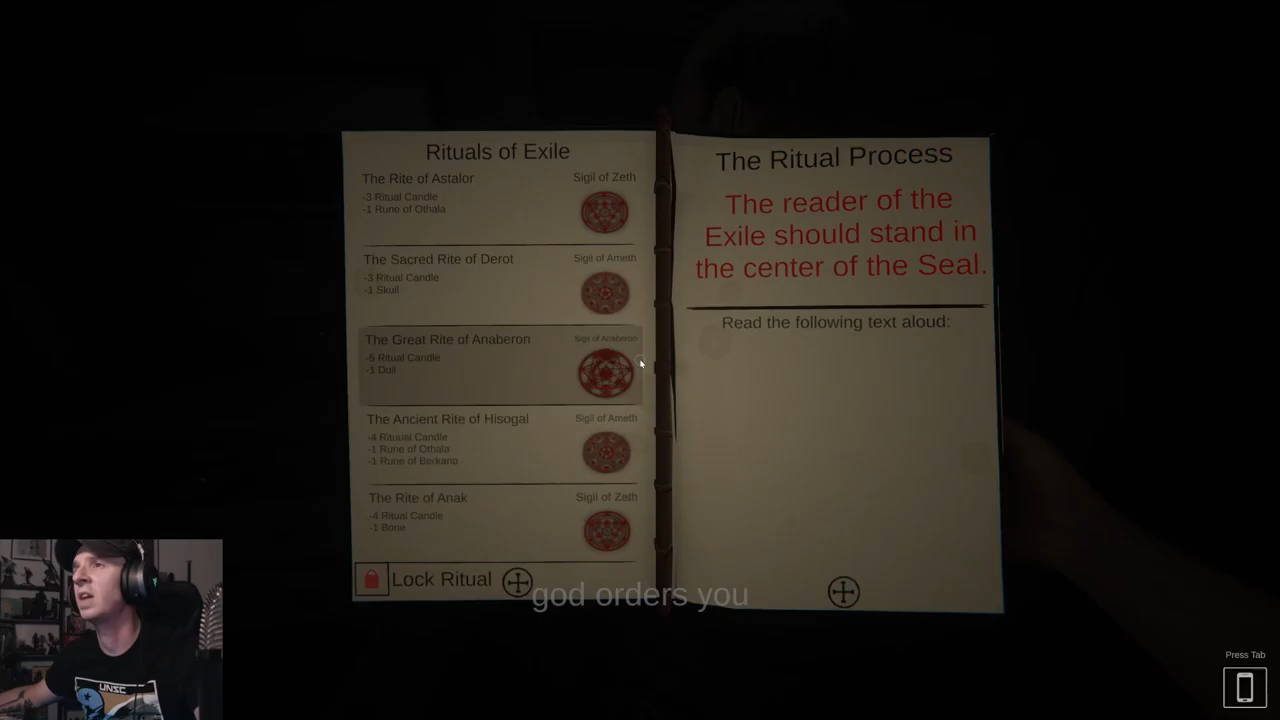 Rituals of Exile
The Rite of Astalor
Sigil of Zeth
-3 Ritual Candle
-1 Rune of Othala
The Sacred Rite of Derot
Sigil of Ameth
-3 Ritual Candle
-1 Skull
The Great Rite of Anaberon
Sigil of Anaberon
-5 Ritual Candle
-1 Doll
The Ancient Rite of Hisogal
Sigil of Ameth
-4 Rituual Candle
-1 Rune of Othala
-1 Rune of Berkano
The Rite of Anak
Sigil of Zeth
-4 Ritual Candle
-1 Bone
Lock Ritual
The Ritual Process
The reader of the
Exile should stand in
the center of the Seal.
Read the following text aloud:
god orders you
UNSC
Press Tab